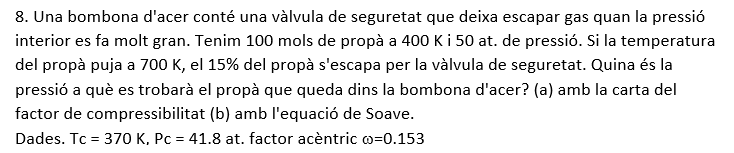 8. Una bombona d'acer conté una vàlvula de seguretat que deixa escapar gas quan la pressió
interior es fa molt gran. Tenim 100 mols de propà a 400 K i 50 at. de pressió. Si la temperatura
del propà puja a 700 K, el 15% del propà s'escapa per la vàlvula de seguretat. Quina és la
pressió a què es trobarà el propà que queda dins la bombona d'acer? (a) amb la carta del
factor de compressibilitat (b) amb l'equació de Soave.
Dades. Tc = 370 K, Pc = 41.8 at. factor acèntric ω=0.153